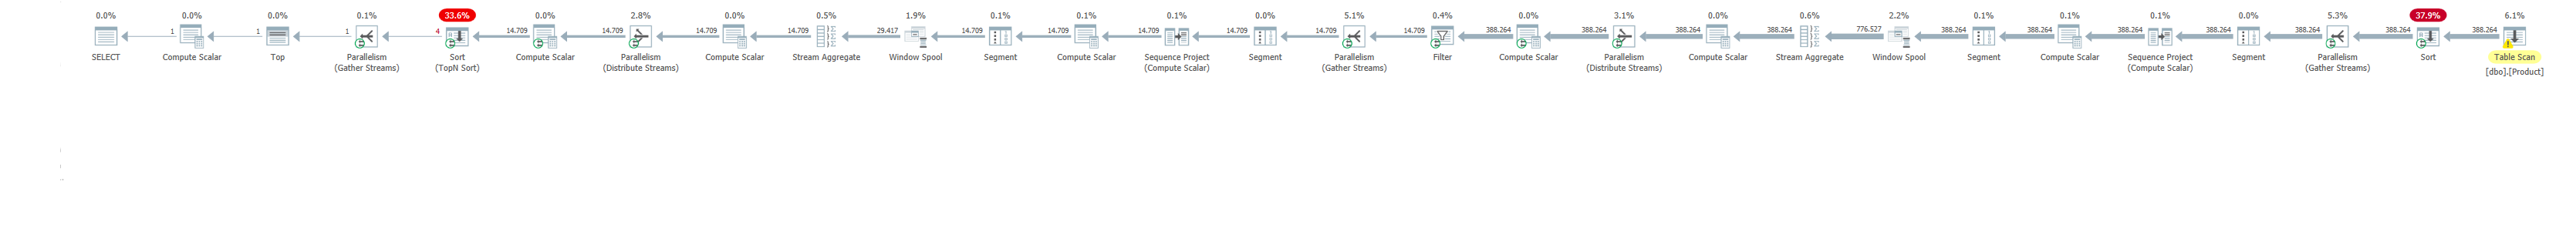 0.0% 0.0% 0.0% 0.1% 33.6% 0.0% 2.8% 0.0% 0.5% 1.9% 0.1% 0.1% 0.1% 0.0% 5.1% 0.4% 0.0% 3.1% 0.0% 0.6% 2.2% 0.1% 0.1% 0.1% 0.0% 5.3% 37.9% 6.1%
1 1 1 4 14.709 14.709 14.709 14.709 29.417 14.709 14.709 14.709 14.709 14.709 14.709 388.264 388.264 388.264 388.264 776.527 388.264 388.264 388.264 388.264 388.264 388.264 388.264
SELECT Compute Scalar Top Parallelism Sort Compute Scalar Parallelism Compute Scalar Stream Aggregate Window Spool Segment Compute Scalar Sequence Project Segment Parallelism Filter Compute Scalar Parallelism Compute Scalar Stream Aggregate Window Spool Segment Compute Scalar Sequence Project Segment Parallelism Sort Table Scan
(Gather Streams) (TopN Sort) (Distribute Streams) (Compute Scalar) (Gather Streams) (Distribute Streams) (Compute Scalar) (Gather Streams) [dbo].[Product]